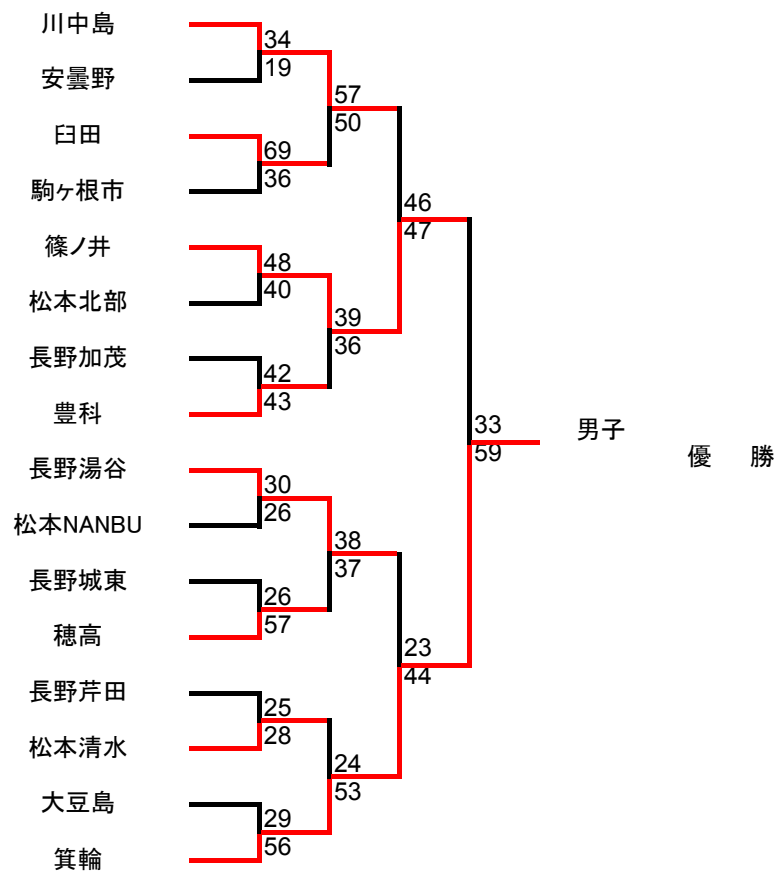 川中島
34
19
安曇野
57
50
臼田
69
36
駒ヶ根市
46
47
篠ノ井
48
40
松本北部
39
36
長野加茂
42
43
豊科
33
59
男子
優　勝
長野湯谷
30
26
松本NANBU
38
37
長野城東
26
57
穂高
23
44
長野芹田
25
28
松本清水
24
53
大豆島
29
56
箕輪